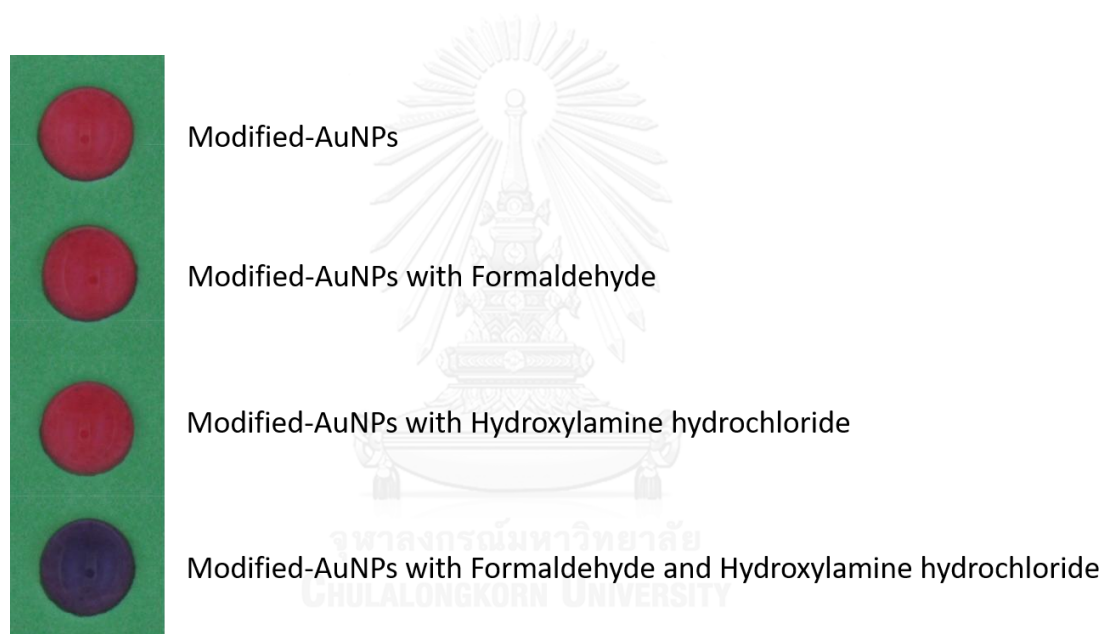 Modified-AuNPs
Modified-AuNPs with Formaldehyde
Modified-AuNPs with Hydroxylamine hydrochloride
Modified-AuNPs with Formaldehyde and Hydroxylamine hydrochloride
จุฬาลงกรณ์มหาวิทยาลัย
CHULALONGKORN UNIVERSITY